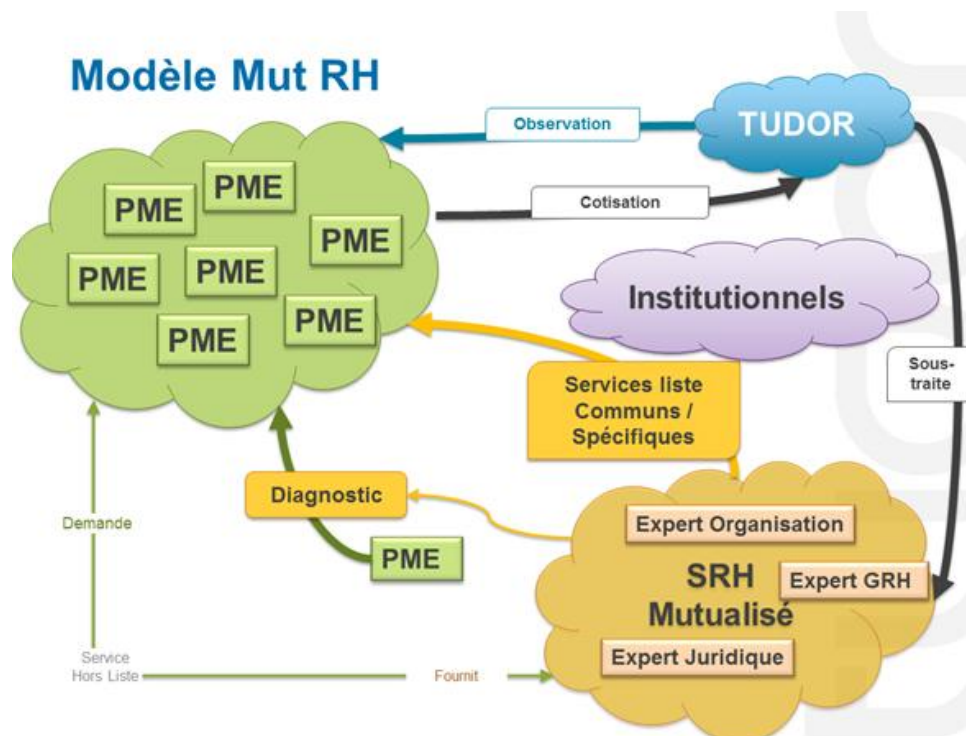 Modèle Mut RH
Observation
TUDOR
Cotisation
PME
PME
PME
PME
PME
PME
PME
Institutionnels
Sous-
traite
Services liste
Communs /
Spécifiques
Diagnostic
PME
Demande
Expert Organisation
SRH
Mutualisé
Expert GRH
Expert Juridique
Service
Hors Liste
Fournit